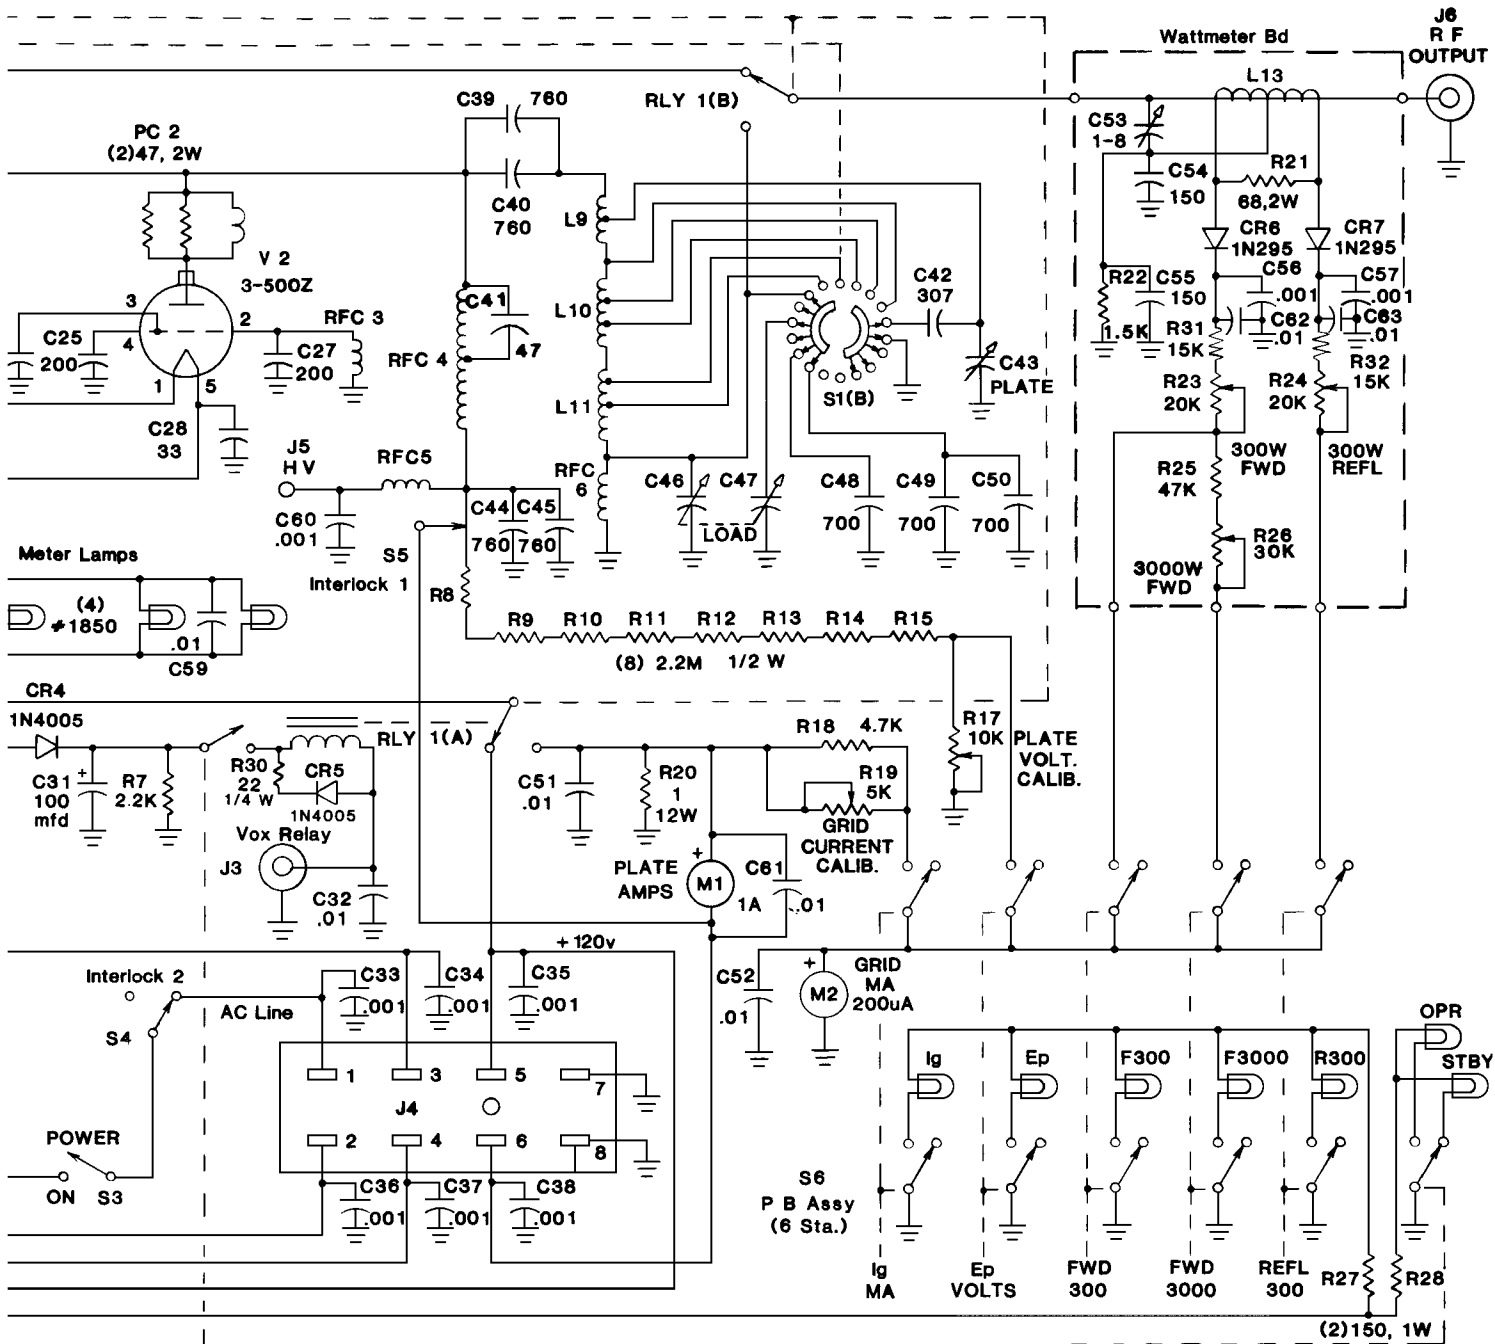 J6
R F
OUTPUT
Wattmeter Bd
L13
C39 760
RLY 1(B)
C53
1-8
PC 2
(2)47, 2W
C40
760
L9
C54
150
R21
68,2W
CR6
1N295
CR7
1N295
V 2
3-500Z
3
2
4
1
5
C25
200
RFC 3
C27
200
C41
47
RFC 4
L10
C42
307
C43
PLATE
S1(B)
R22
1.5K
C55
150
C56
.001
C57
.001
C62
.01
C63
.01
R31
15K
R32
15K
R23
20K
R24
20K
300W
FWD
300W
REFL
C28
33
L11
J5
H V
RFC5
RFC
6
C60
.001
C44
760
C45
760
C46
C47
LOAD
C48
700
C49
700
C50
700
R25
47K
R26
30K
3000W
FWD
S5
Interlock 1
Meter Lamps
(4)
#1850
.01
C59
R8
R9 R10 R11 R12 R13 R14 R15
(8) 2.2M 1/2 W
CR4
1N4005
C31
+
100
mfd
R7
2.2K
R30
22
1/4 W
CR5
1N4005
RLY 1(A)
Vox Relay
J3
C32
.01
C51
.01
R20
1
12W
R18 4.7K
R19
5K
GRID
CURRENT
CALIB.
R17
10K
PLATE
VOLT.
CALIB.
PLATE
AMPS
+
M1
1A
C61
.01
+120v
Interlock 2
S4
AC Line
C33
.001
C34
.001
C35
.001
C52
.01
+
M2
GRID
MA
200uA
1
3
5
7
J4
2
4
6
8
C36
.001
C37
.001
C38
.001
POWER
ON
S3
Ig
Ep
F300
F3000
R300
OPR
STBY
S6
P B Assy
(6 Sta.)
Ig
MA
Ep
VOLTS
FWD
300
FWD
3000
REFL
300
R27
R28
(2)150, 1W